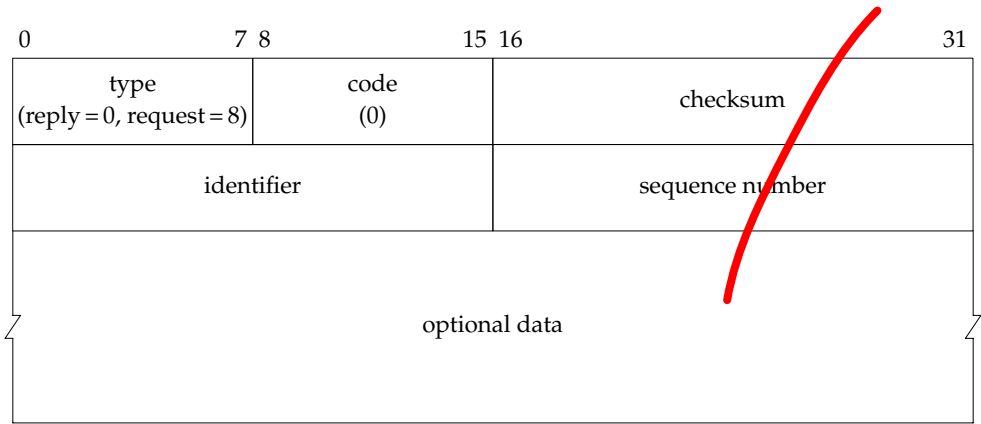 0 7 8 15 16 31
type code checksum
(reply = 0, request = 8) (0)
identifier sequence number
optional data